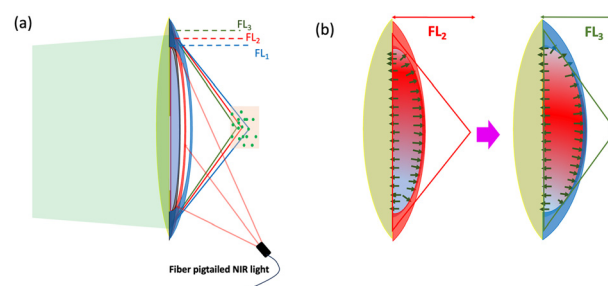 (a)
FL₃
FL₂
FL₁
Fiber pigtailed NIR light
(b)
FL₂
FL₃